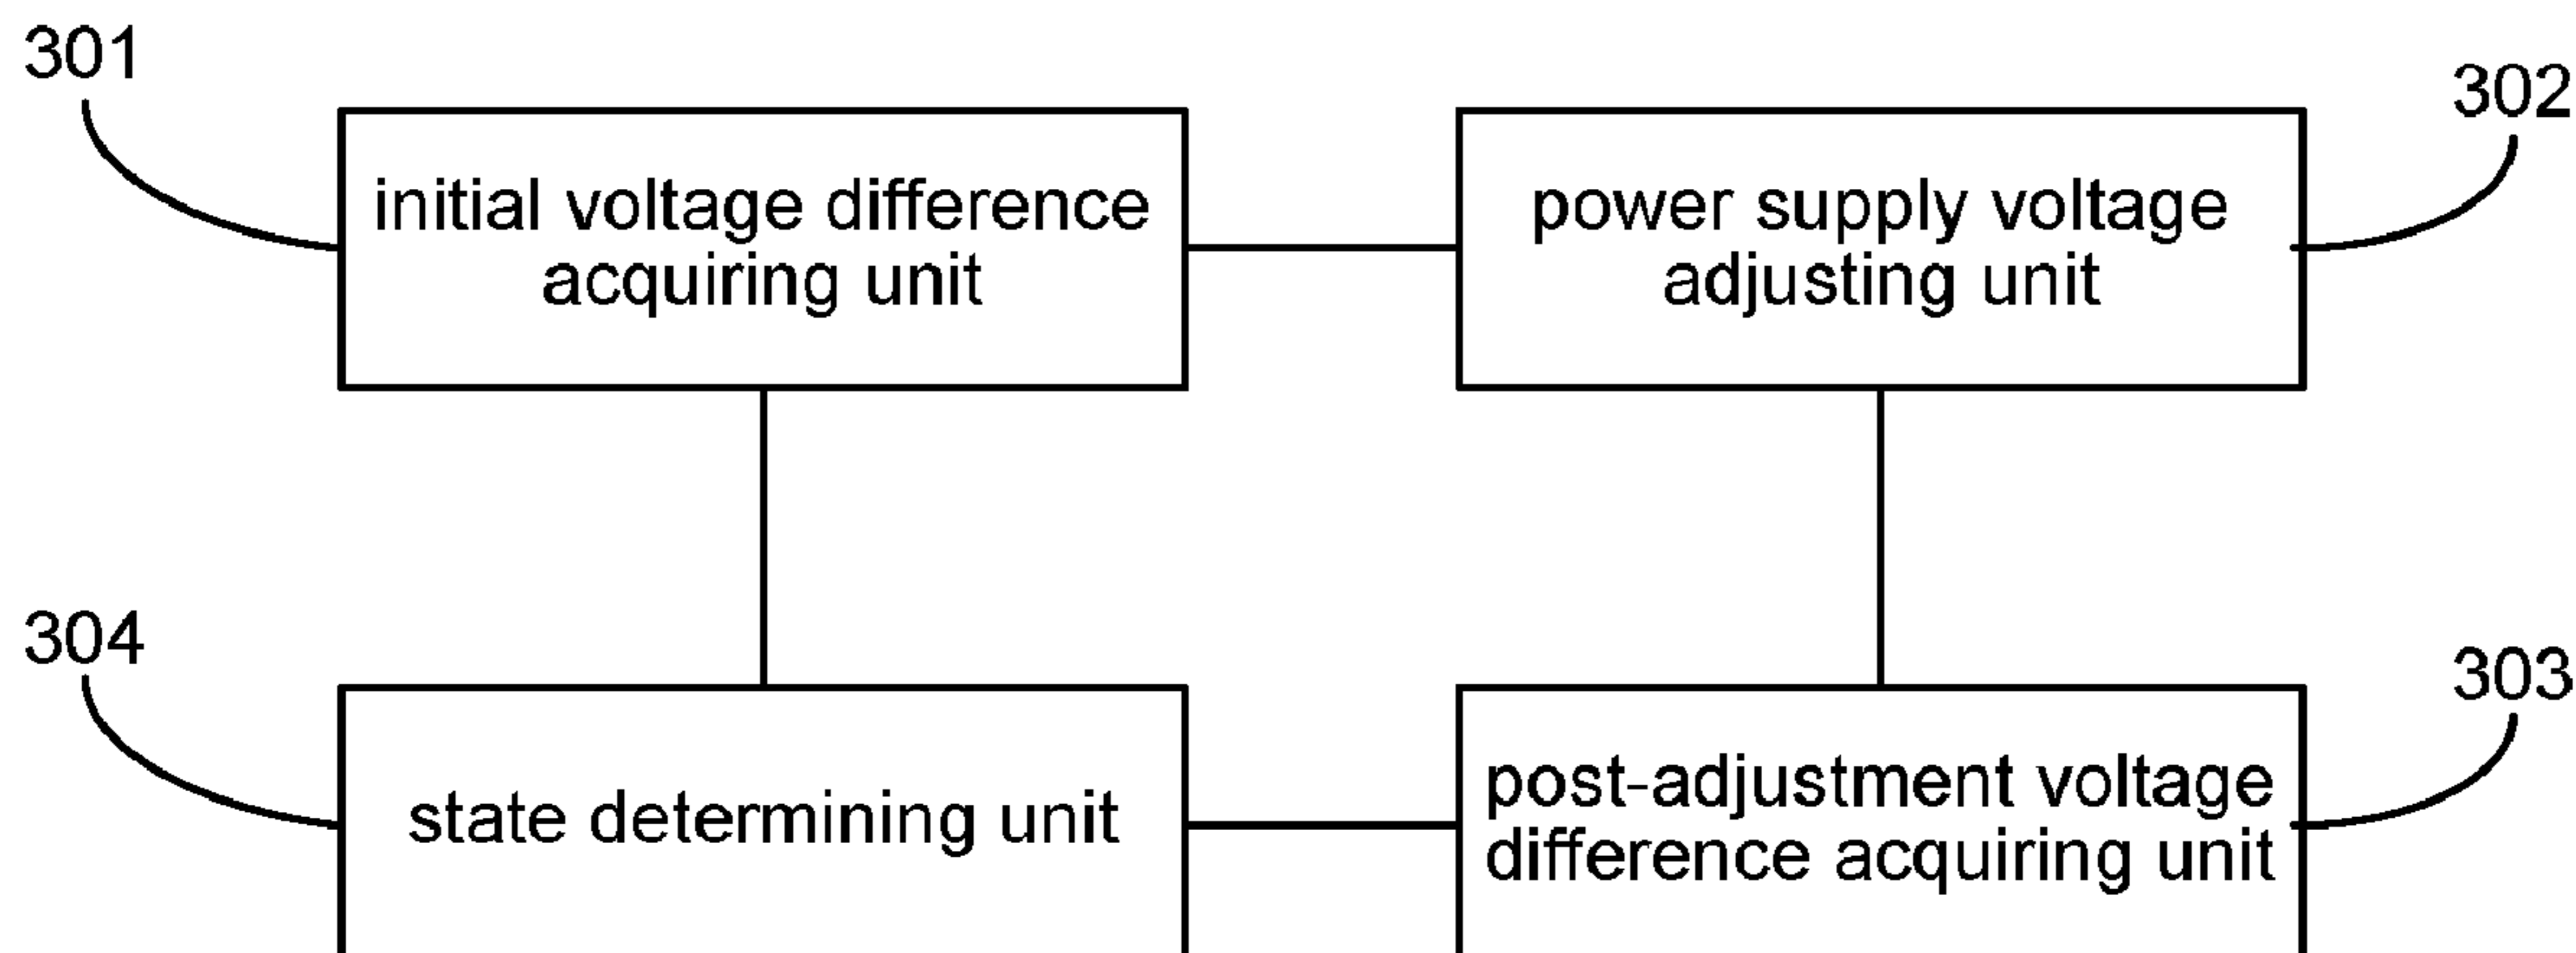 301
302
initial voltage difference
acquiring unit
power supply voltage
adjusting unit
304
303
state determining unit
post-adjustment voltage
difference acquiring unit